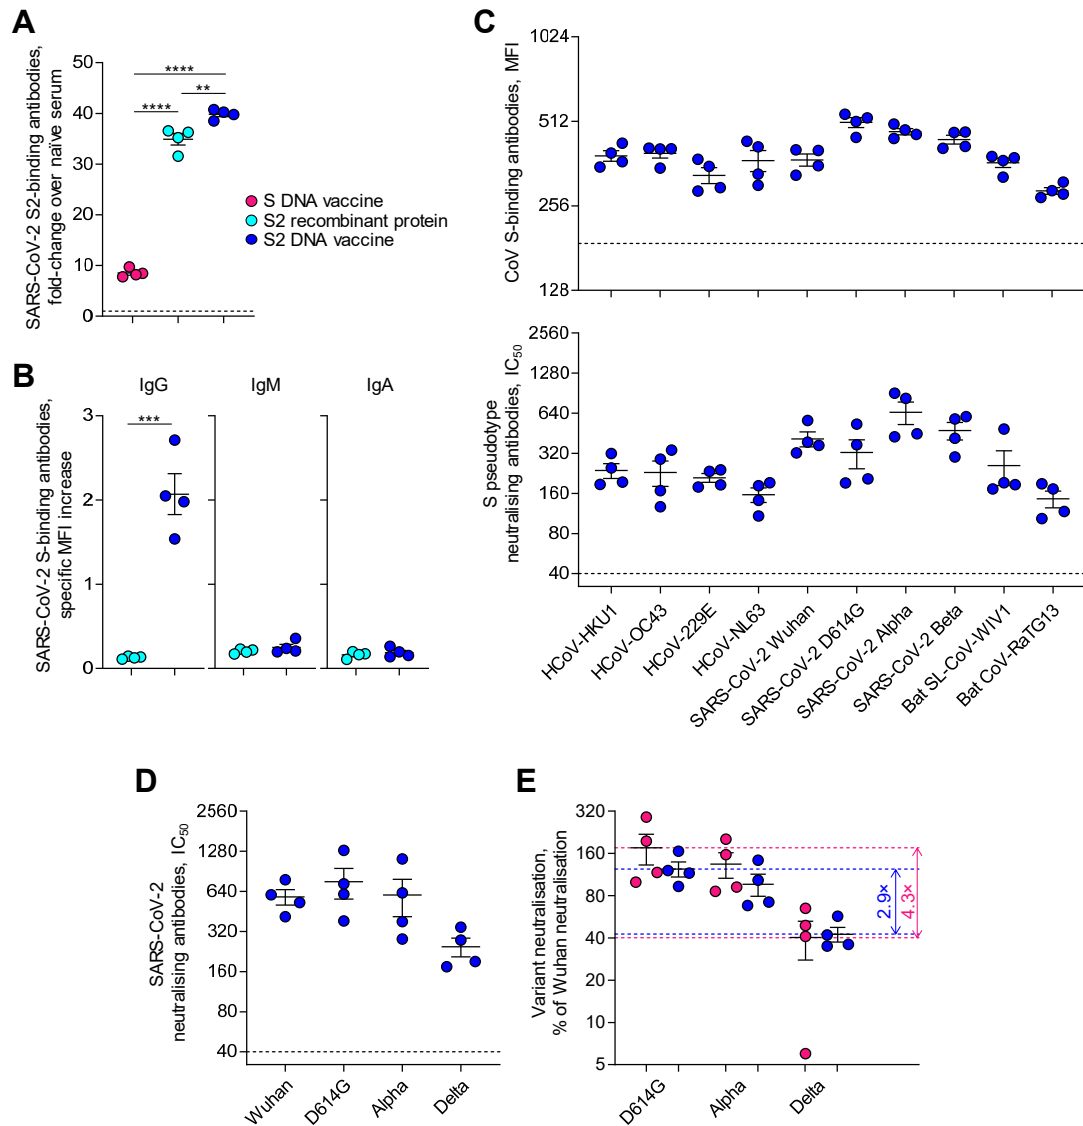 A
SARS-CoV-2 S2-binding antibodies,
fold-change over naïve serum
50
40
30
20
10
0
****
**
****
S DNA vaccine
S2 recombinant protein
S2 DNA vaccine
B
SARS-CoV-2 S-binding antibodies,
specific MFI increase
IgG
IgM
IgA
3
2
1
0
***
C
CoV S-binding antibodies, MFI
1024
512
256
128
S pseudotype
neutralising antibodies, IC50
2560
1280
640
320
160
80
40
HCoV-HKU1
HCoV-OC43
HCoV-229E
HCoV-NL63
SARS-CoV-2 Wuhan
SARS-CoV-2 D614G
SARS-CoV-2 Alpha
SARS-CoV-2 Beta
Bat SL-CoV-WIV1
Bat CoV-RaTG13
D
SARS-CoV-2
neutralising antibodies, IC50
2560
1280
640
320
160
80
40
Wuhan
D614G
Alpha
Delta
E
Variant neutralisation,
% of Wuhan neutralisation
320
160
80
40
20
10
5
2.9×
4.3×
D614G
Alpha
Delta